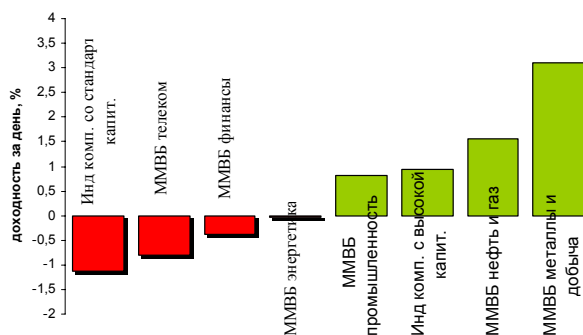 доходность за день, %
4
3,5
3
2,5
2
1,5
1
0,5
0
-0,5
-1
-1,5
-2
Инд комп. со стандарт
капит.
ММВБ телеком
ММВБ финансы
ММВБ энергетика
ММВБ
промышленность
Инд комп. с высокой
капит.
ММВБ нефть и газ
ММВБ металлы и
добыча